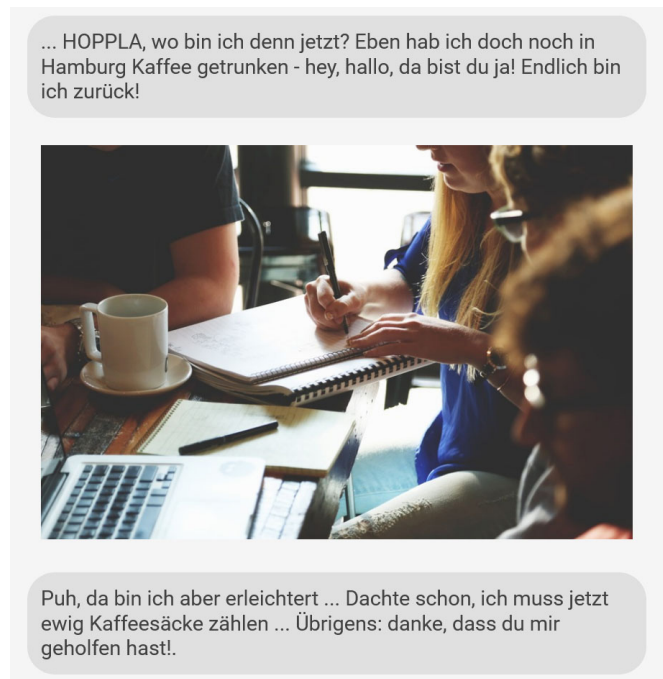 ... HOPPLA, wo bin ich denn jetzt? Eben hab ich doch noch in
Hamburg Kaffee getrunken - hey, hallo, da bist du ja! Endlich bin
ich zurück!
Puh, da bin ich aber erleichtert ... Dachte schon, ich muss jetzt
ewig Kaffeesäcke zählen ... Übrigens: danke, dass du mir
geholfen hast!.